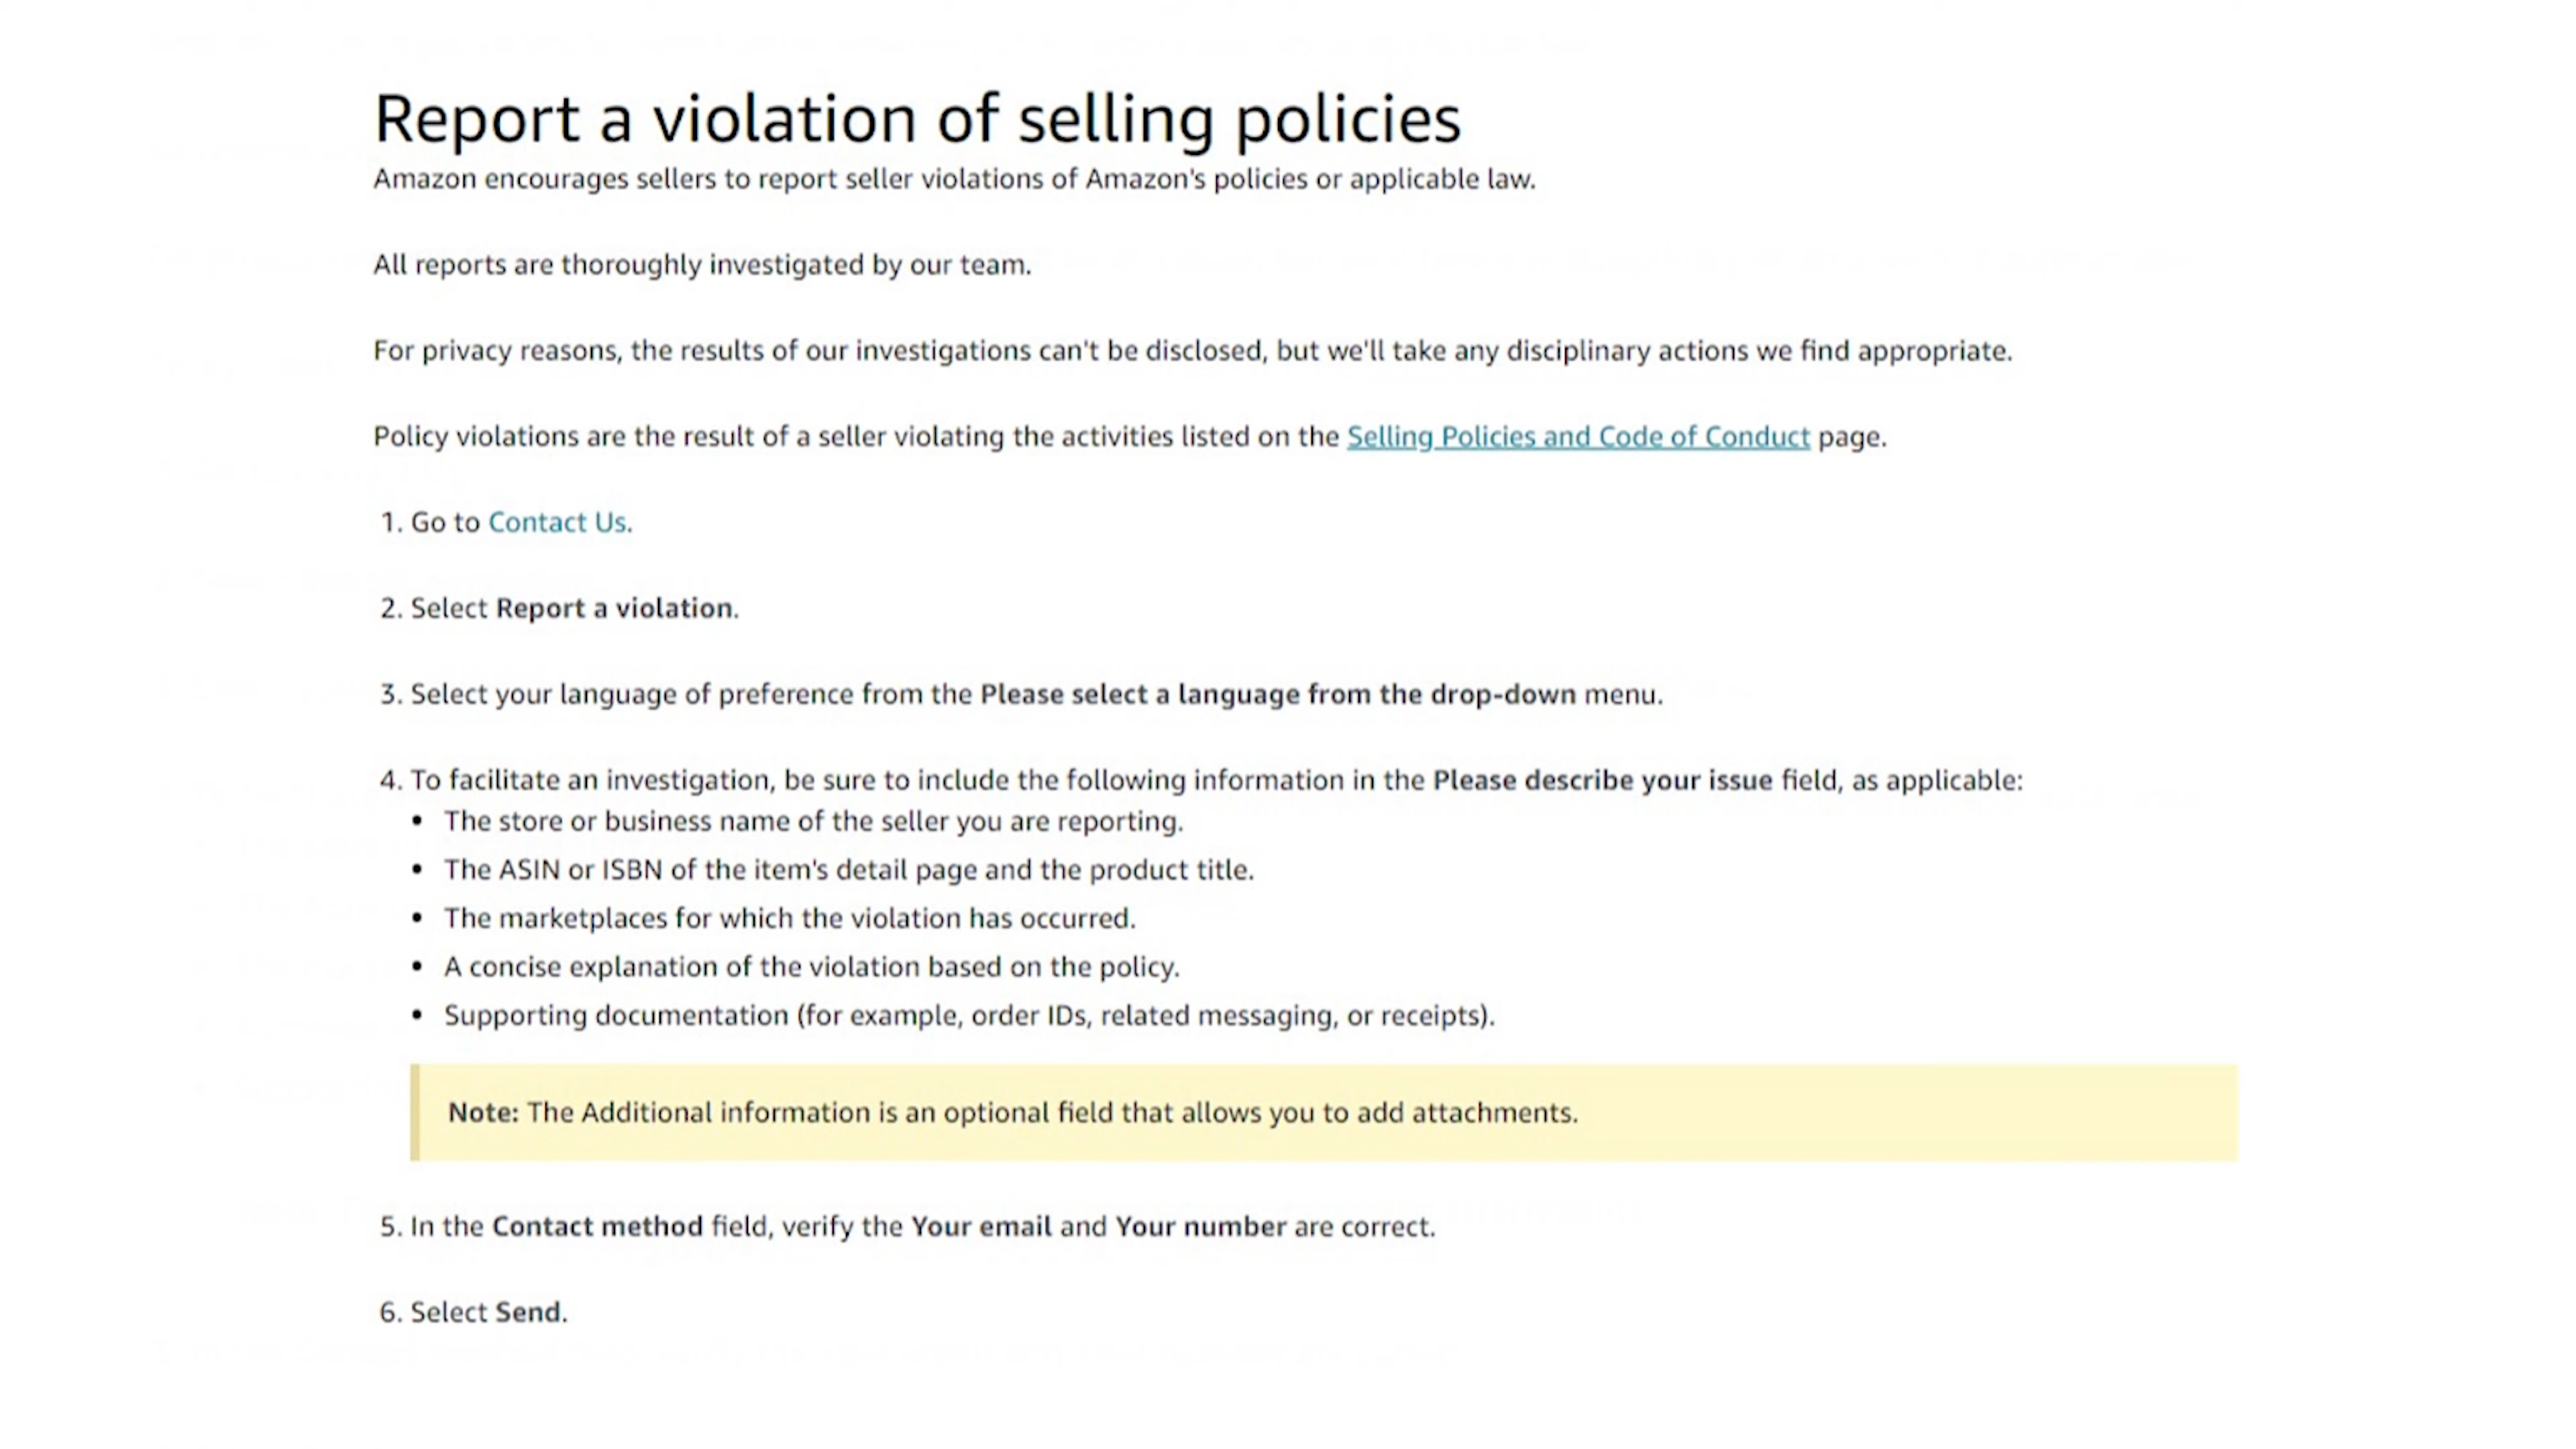 Report a violation of selling policies
Amazon encourages sellers to report seller violations of Amazon's policies or applicable law.
All reports are thoroughly investigated by our team.
For privacy reasons, the results of our investigations can't be disclosed, but we'll take any disciplinary actions we find appropriate.
Policy violations are the result of a seller violating the activities listed on the Selling Policies and Code of Conduct page.
1. Go to Contact Us.
2. Select Report a violation.
3. Select your language of preference from the Please select a language from the drop-down menu.
4. To facilitate an investigation, be sure to include the following information in the Please describe your issue field, as applicable:
• The store or business name of the seller you are reporting.
• The ASIN or ISBN of the item's detail page and the product title.
• The marketplaces for which the violation has occurred.
• A concise explanation of the violation based on the policy.
• Supporting documentation (for example, order IDs, related messaging, or receipts).
Note: The Additional information is an optional field that allows you to add attachments.
5. In the Contact method field, verify the Your email and Your number are correct.
6. Select Send.